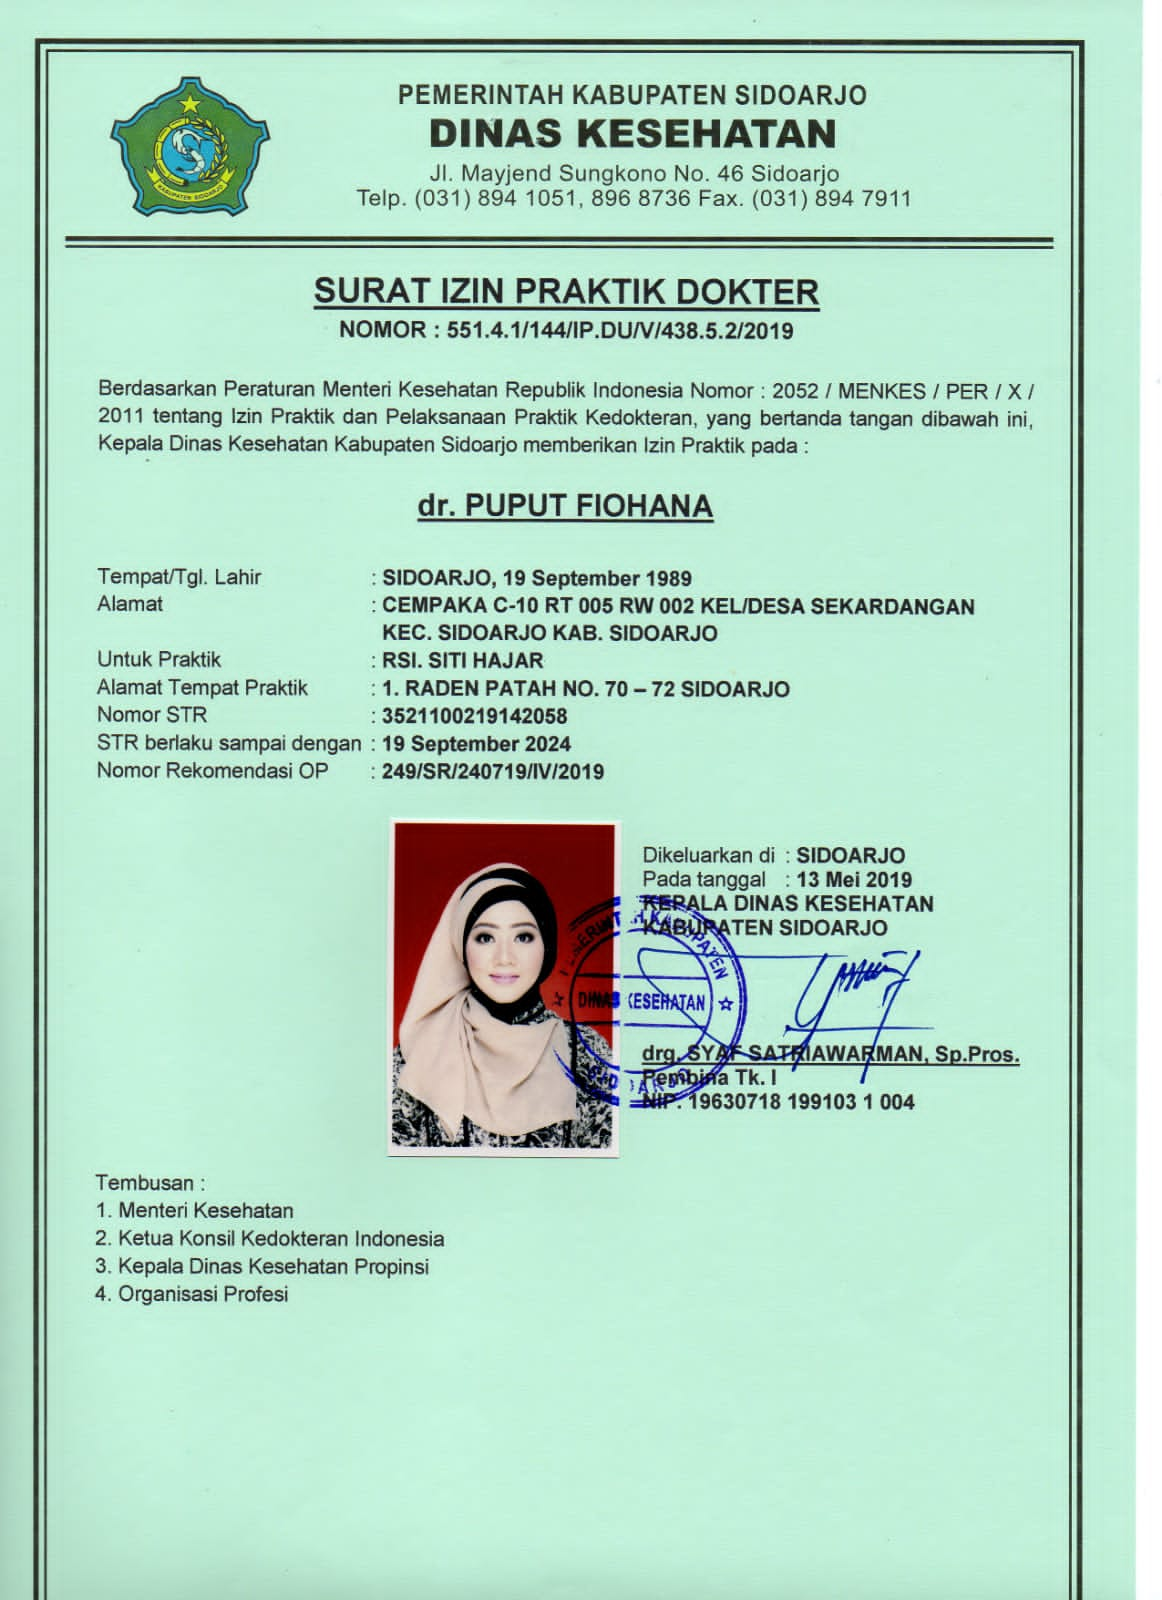 PEMERINTAH KABUPATEN SIDOARJO
DINAS KESEHATAN
Jl. Mayjend Sungkono No. 46 Sidoarjo
Telp. (031) 894 1051, 896 8736 Fax. (031) 894 7911
KABUPATEN SIDOARJO
SURAT IZIN PRAKTIK DOKTER
NOMOR : 551.4.1/144/IP.DU/V/438.5.2/2019
Berdasarkan Peraturan Menteri Kesehatan Republik Indonesia Nomor : 2052 / MENKES / PER / X /
2011 tentang Izin Praktik dan Pelaksanaan Praktik Kedokteran, yang bertanda tangan dibawah ini,
Kepala Dinas Kesehatan Kabupaten Sidoarjo memberikan Izin Praktik pada :
dr. PUPUT FIOHANA
Tempat/Tgl. Lahir : SIDOARJO, 19 September 1989
Alamat : CEMPAKA C-10 RT 005 RW 002 KEL/DESA SEKARDANGAN
KEC. SIDOARJO KAB. SIDOARJO
Untuk Praktik : RSI. SITI HAJAR
Alamat Tempat Praktik : 1. RADEN PATAH NO. 70 – 72 SIDOARJO
Nomor STR : 3521100219142058
STR berlaku sampai dengan : 19 September 2024
Nomor Rekomendasi OP : 249/SR/240719/IV/2019
Dikeluarkan di : SIDOARJO
Pada tanggal : 13 Mei 2019
KEPALA DINAS KESEHATAN
KABUPATEN SIDOARJO
PEMERINTAH KABUPATEN
DINAS KESEHATAN
SIDOARJO
drg. SYAF SATRIAWARMAN, Sp.Pros.
Pembina Tk. I
NIP. 19630718 199103 1 004
Tembusan :
1. Menteri Kesehatan
2. Ketua Konsil Kedokteran Indonesia
3. Kepala Dinas Kesehatan Propinsi
4. Organisasi Profesi